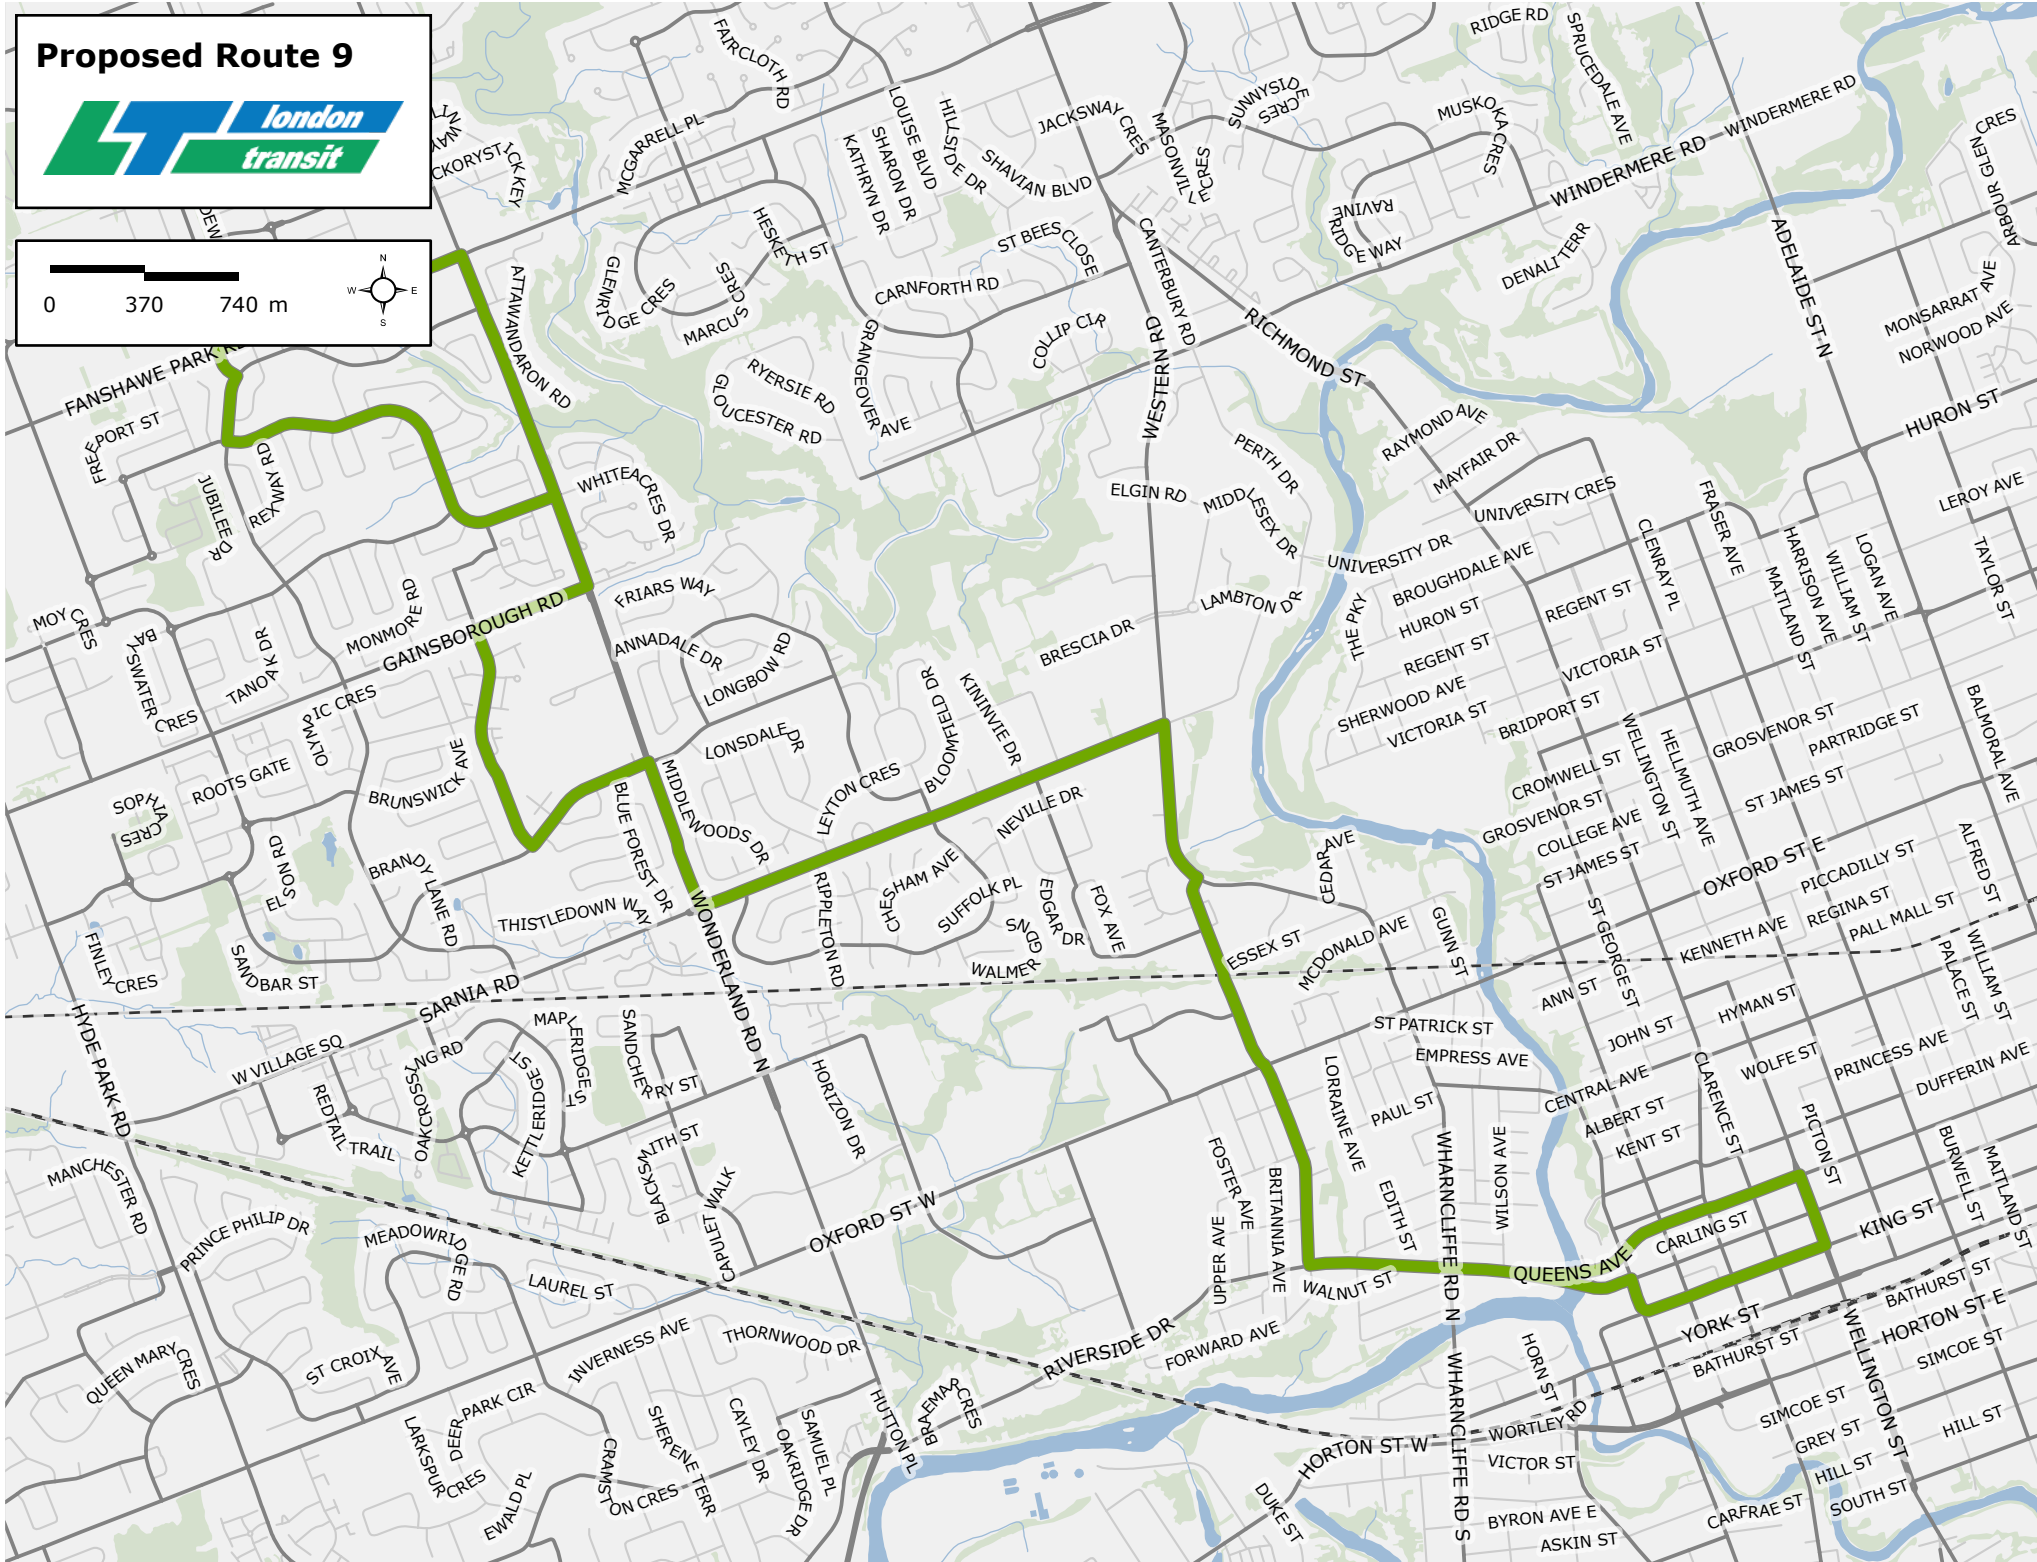 Proposed Route 9
london
transit
0 370 740 m
N
W E
S
FAIRCLOTH RD
RIDGE RD
SPRUCEDALE AVE
WINDERMERE RD
MUSKOKA CRES
SUNNYSIDE CRES
JACKSWAY CRES
MASONVILLE CRES
LOUISE BLVD
HILLSIDE DR
SHARON DR
KATHRYN DR
SHAVIAN BLVD
MCGARRELL PL
WINDERMERE RD
ARBOUR GLEN CRES
RAVINE RIDGE WAY
DENALI TERR
ST BEES CLOSE
CANTERBURY RD
HESKETH ST
GLENRIDGE CRES
MARCUS CRES
CARNFORTH RD
COLLIP CIR
ATTAWANDARON RD
RICHMOND ST
WESTERN RD
ADELAIDE ST N
MONSARRAT AVE
NORWOOD AVE
FANSHAWE PARK RD
GRANGEOVER AVE
RYERSIE RD
GLOUCESTER RD
HURON ST
RAYMOND AVE
MAYFAIR DR
FREEPORT ST
REXWAY RD
JUBILEE DR
WHITEACRES DR
PERTH DR
ELGIN RD
MIDDLESEX DR
UNIVERSITY CRES
UNIVERSITY DR
CLENRAY PL
FRASER AVE
HARRISON AVE
LEROY AVE
LOGAN AVE
WILLIAM ST
MAITLAND ST
TAYLOR ST
BROUGHDALE AVE
MOY CRES
BAYSWATER CRES
MONMORE RD
GAINSBOROUGH RD
FRIARS WAY
ANNADALE DR
LONGBOW RD
BRESCIA DR
LAMBTON DR
THE PKY
HURON ST
REGENT ST
REGENT ST
VICTORIA ST
SHERWOOD AVE
VICTORIA ST
BRIDPORT ST
TANOAK DR
OLYMPIC CRES
ROOTS GATE
BRUNSWICK AVE
LONSDALE DR
BLOOMFIELD DR
KININVIE DR
WELLINGTON ST
HELLMUTH AVE
GROSVENOR ST
PARTRIDGE ST
BALMORAL AVE
CROMWELL ST
GROSVENOR ST
COLLEGE AVE
ST JAMES ST
ST JAMES ST
SOPHIA CRES
BLUE FOREST DR
MIDDLEWOODS DR
LEYTON CRES
NEVILLE DR
CEDAR AVE
OXFORD ST E
PICCADILLY ST
ALFRED ST
ELSON RD
BRANDY LANE RD
THISTLEDOWN WAY
RIPPLETON RD
CHESHAM AVE
SUFFOLK PL
EDGAR DR
FOX AVE
WALMER GDNS
ESSEX ST
MCDONALD AVE
GUNN ST
ST GEORGE ST
KENNETH AVE
REGINA ST
PALL MALL ST
PALACE ST
WILLIAM ST
FINLEY CRES
SANDBAR ST
SARNIA RD
WONDERLAND RD N
HYDE PARK RD
W VILLAGE SQ
OAKCROSSING RD
REDTAIL TRAIL
KETTLERIDGE ST
MAPLERIDGE ST
SANDCHERRY ST
HORIZON DR
ANN ST
JOHN ST
HYMAN ST
ST PATRICK ST
EMPRESS AVE
CENTRAL AVE
ALBERT ST
KENT ST
CLARENCE ST
WOLFE ST
PRINCESS AVE
DUFFERIN AVE
PICTON ST
LORRAINE AVE
PAUL ST
WILSON AVE
BLACKSMITH ST
CAPULET WALK
OXFORD ST W
FOSTER AVE
BRITTANNIA AVE
UPPER AVE
EDITH ST
WHARNCLIFFE RD N
BURWELL ST
MAITLAND ST
MANCHESTER RD
PRINCE PHILIP DR
MEADOWRIDGE RD
LAUREL ST
WALNUT ST
QUEENS AVE
CARLING ST
KING ST
YORK ST
BATHURST ST
BATHURST ST
HORTON ST E
SIMCOE ST
WELLINGTON ST
QUEEN MARY CRES
ST CROIX AVE
INVERNESS AVE
THORNWOOD DR
RIVERSIDE DR
FORWARD AVE
HORN ST
DEER PARK CIR
LARKSPUR CRES
EWALD PL
CRAMSTON CRES
SHERENE TERR
CAYLEY DR
OAKRIDGE DR
SAMUEL PL
HUTTON PL
BRAEMAR CRES
HORTON ST W
WHARNCLIFFE RD S
WORTLEY RD
VICTOR ST
SIMCOE ST
GREY ST
HILL ST
HILL ST
SOUTH ST
CARFRAE ST
DUKE ST
BYRON AVE E
ASKIN ST